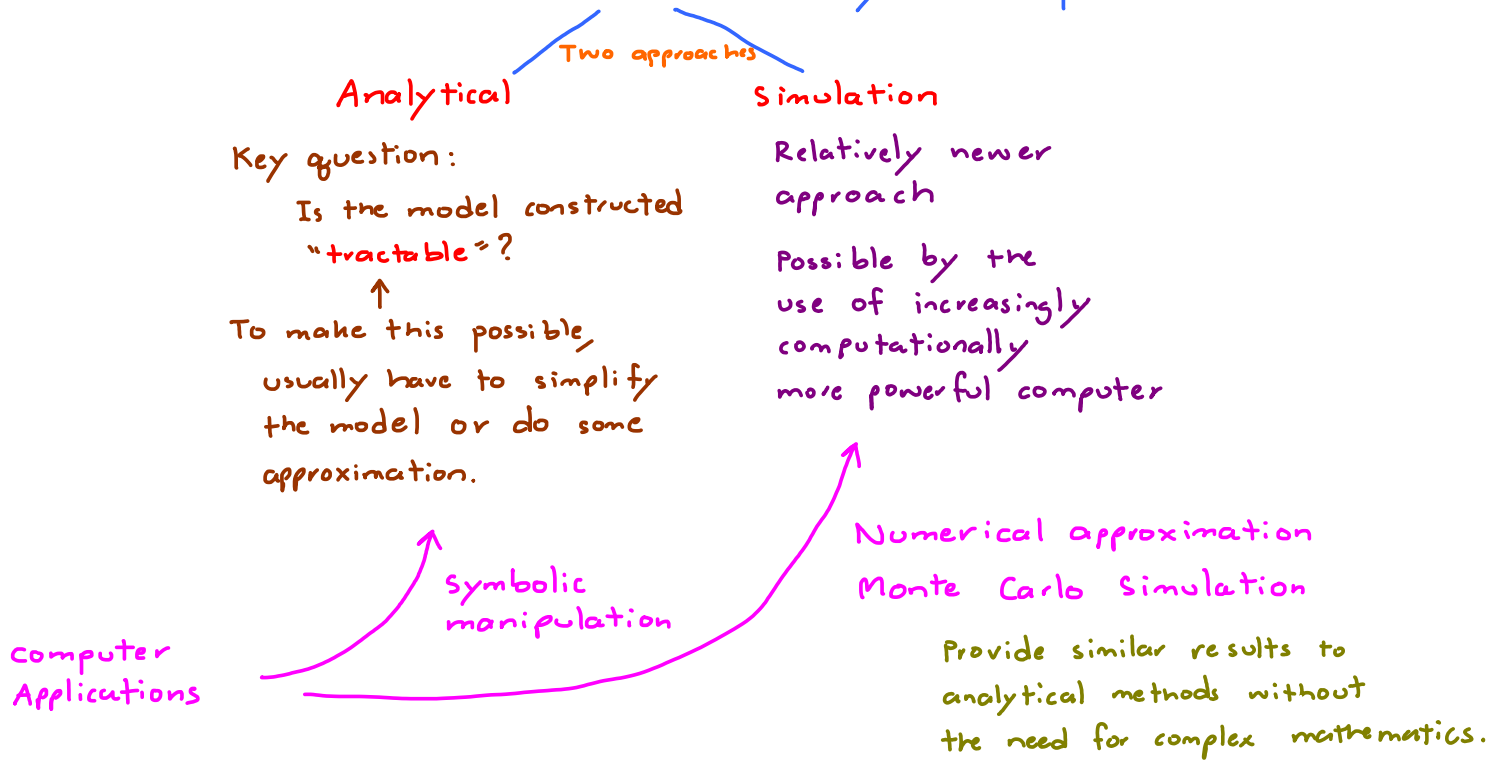 Two approaches
Analytical
Key question:
Is the model constructed
"tractable"?
To make this possible,
usually have to simplify
the model or do some
approximation.
Simulation
Relatively newer
approach
Possible by the
use of increasingly
computationally
more powerful computer
Computer
Applications
Symbolic
manipulation
Numerical approximation
Monte Carlo Simulation
Provide similar results to
analytical methods without
the need for complex mathematics.